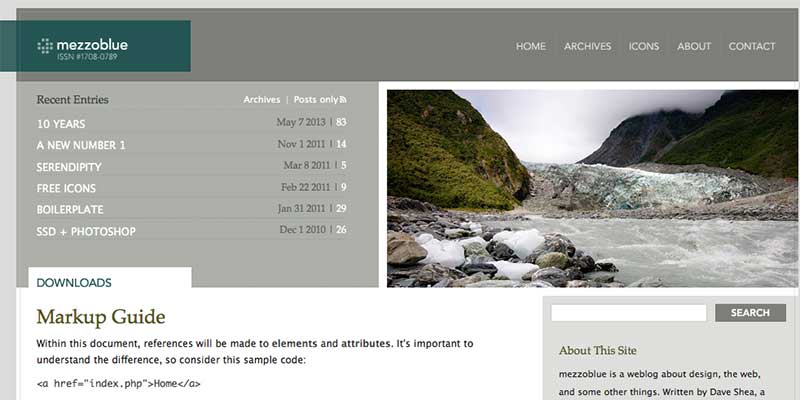 mezzoblue
ISSN #1708-0789
HOME ARCHIVES ICONS ABOUT CONTACT
Recent Entries Archives | Posts only
10 YEARS May 7 2013 | 83
A NEW NUMBER 1 Nov 1 2011 | 14
SERENDIPITY Mar 8 2011 | 5
FREE ICONS Feb 22 2011 | 9
BOILERPLATE Jan 31 2011 | 29
SSD + PHOTOSHOP Dec 1 2010 | 26
DOWNLOADS
Markup Guide
Within this document, references will be made to elements and attributes. It's important to
understand the difference, so consider this sample code:
<a href="index.php">Home</a>
SEARCH
About This Site
mezzoblue is a weblog about design, the web,
and some other things. Written by Dave Shea, a